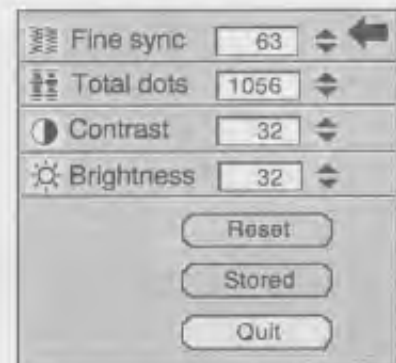 Fine sync 63
Total dots 1056
Contrast 32
Brightness 32
Reset
Stored
Quit